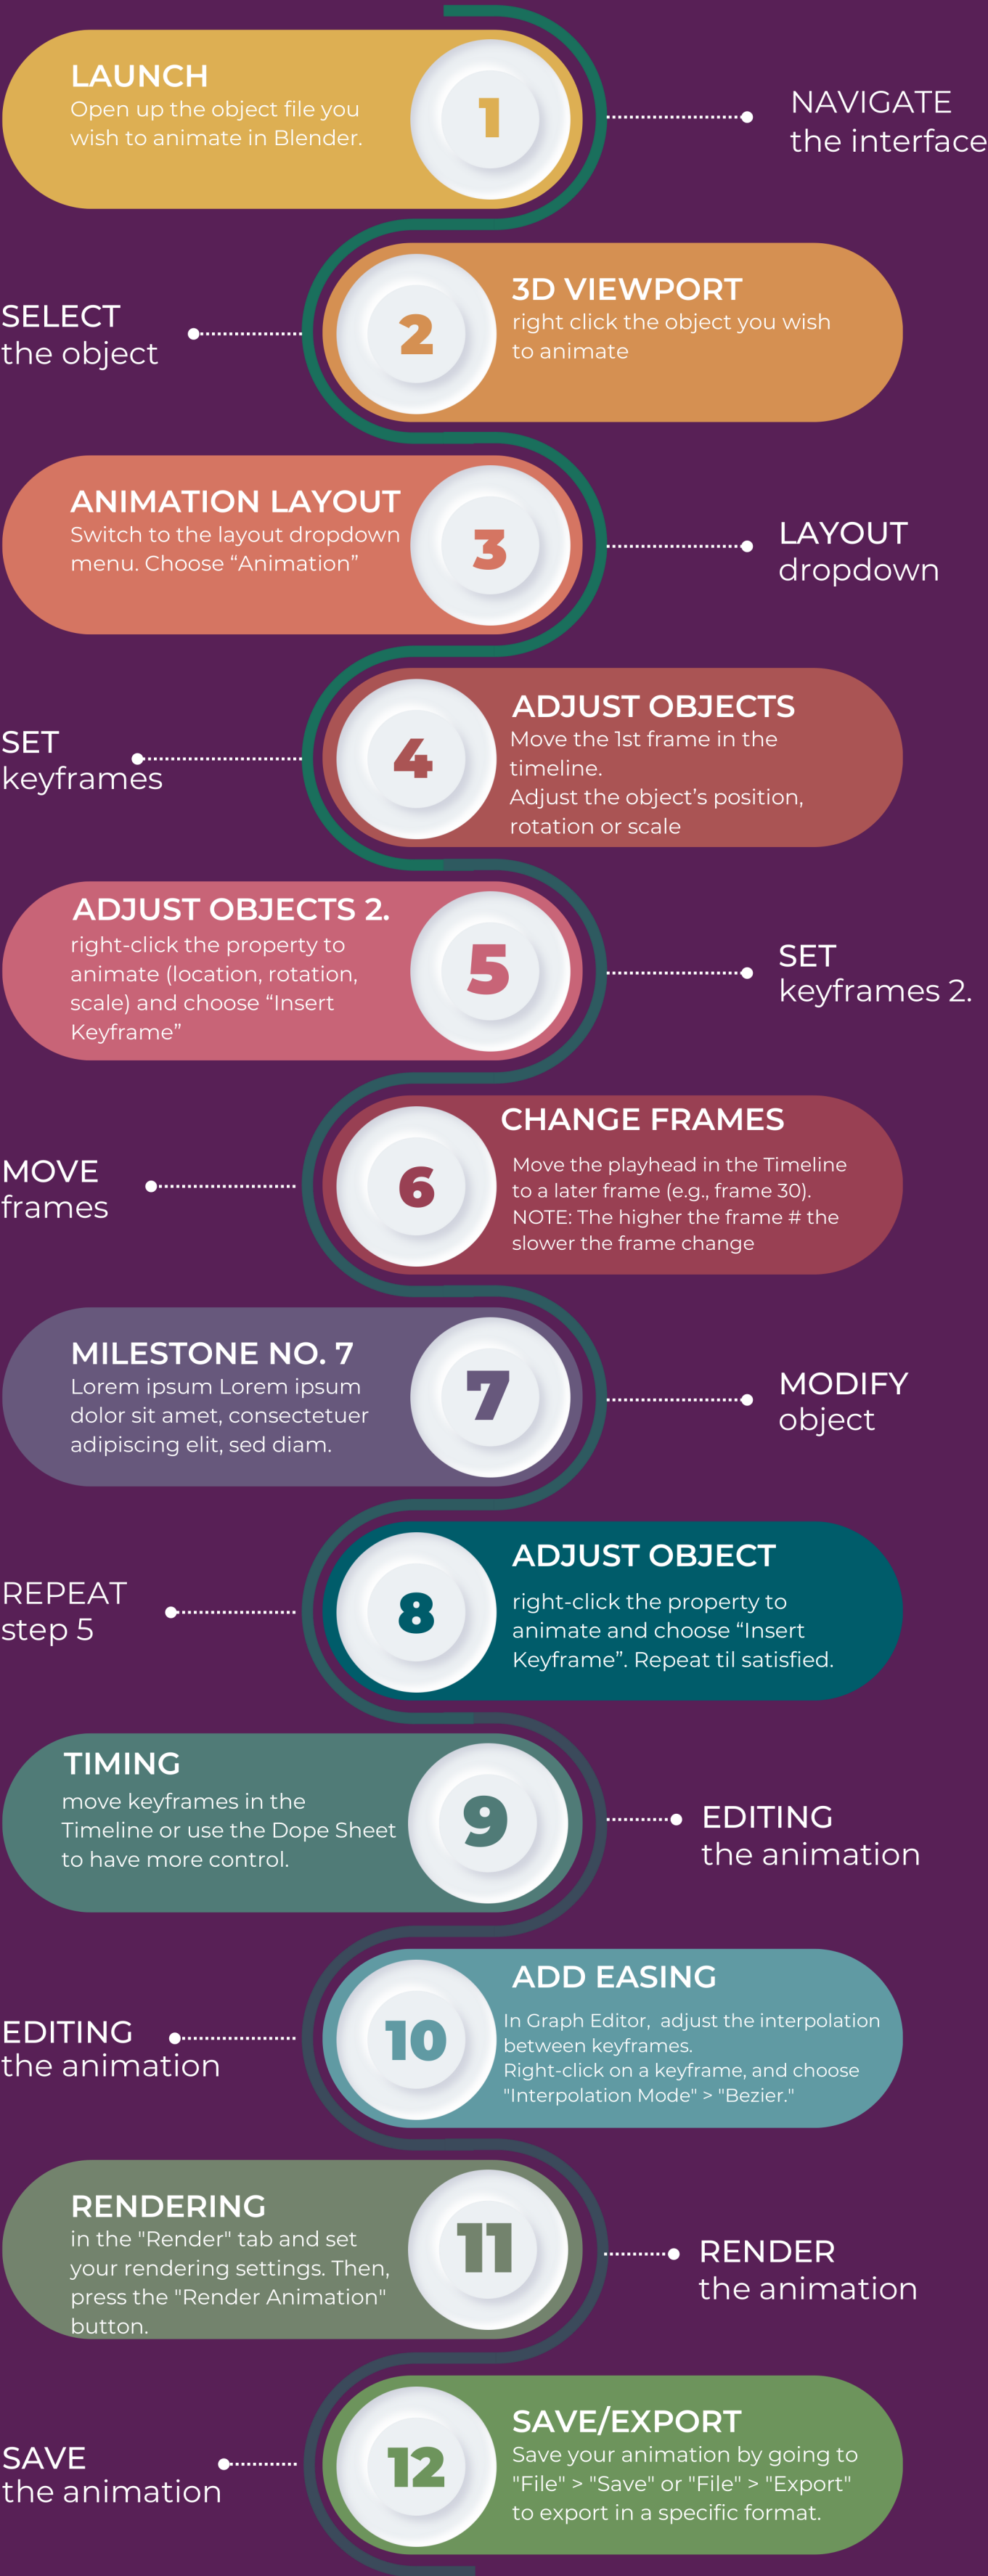 LAUNCH
Open up the object file you
wish to animate in Blender.
1
NAVIGATE
the interface
SELECT
the object
2
3D VIEWPORT
right click the object you wish
to animate
ANIMATION LAYOUT
Switch to the layout dropdown
menu. Choose “Animation”
3
LAYOUT
dropdown
SET
keyframes
4
ADJUST OBJECTS
Move the 1st frame in the
timeline.
Adjust the object’s position,
rotation or scale
ADJUST OBJECTS 2.
right-click the property to
animate (location, rotation,
scale) and choose “Insert
Keyframe”
5
SET
keyframes 2.
MOVE
frames
6
CHANGE FRAMES
Move the playhead in the Timeline
to a later frame (e.g., frame 30).
NOTE: The higher the frame # the
slower the frame change
MILESTONE NO. 7
Lorem ipsum Lorem ipsum
dolor sit amet, consectetuer
adipiscing elit, sed diam.
7
MODIFY
object
REPEAT
step 5
8
ADJUST OBJECT
right-click the property to
animate and choose “Insert
Keyframe”. Repeat til satisfied.
TIMING
move keyframes in the
Timeline or use the Dope Sheet
to have more control.
9
EDITING
the animation
EDITING
the animation
10
ADD EASING
In Graph Editor, adjust the interpolation
between keyframes.
Right-click on a keyframe, and choose
"Interpolation Mode" > "Bezier."
RENDERING
in the "Render" tab and set
your rendering settings. Then,
press the "Render Animation"
button.
11
RENDER
the animation
SAVE
the animation
12
SAVE/EXPORT
Save your animation by going to
"File" > "Save" or "File" > "Export"
to export in a specific format.